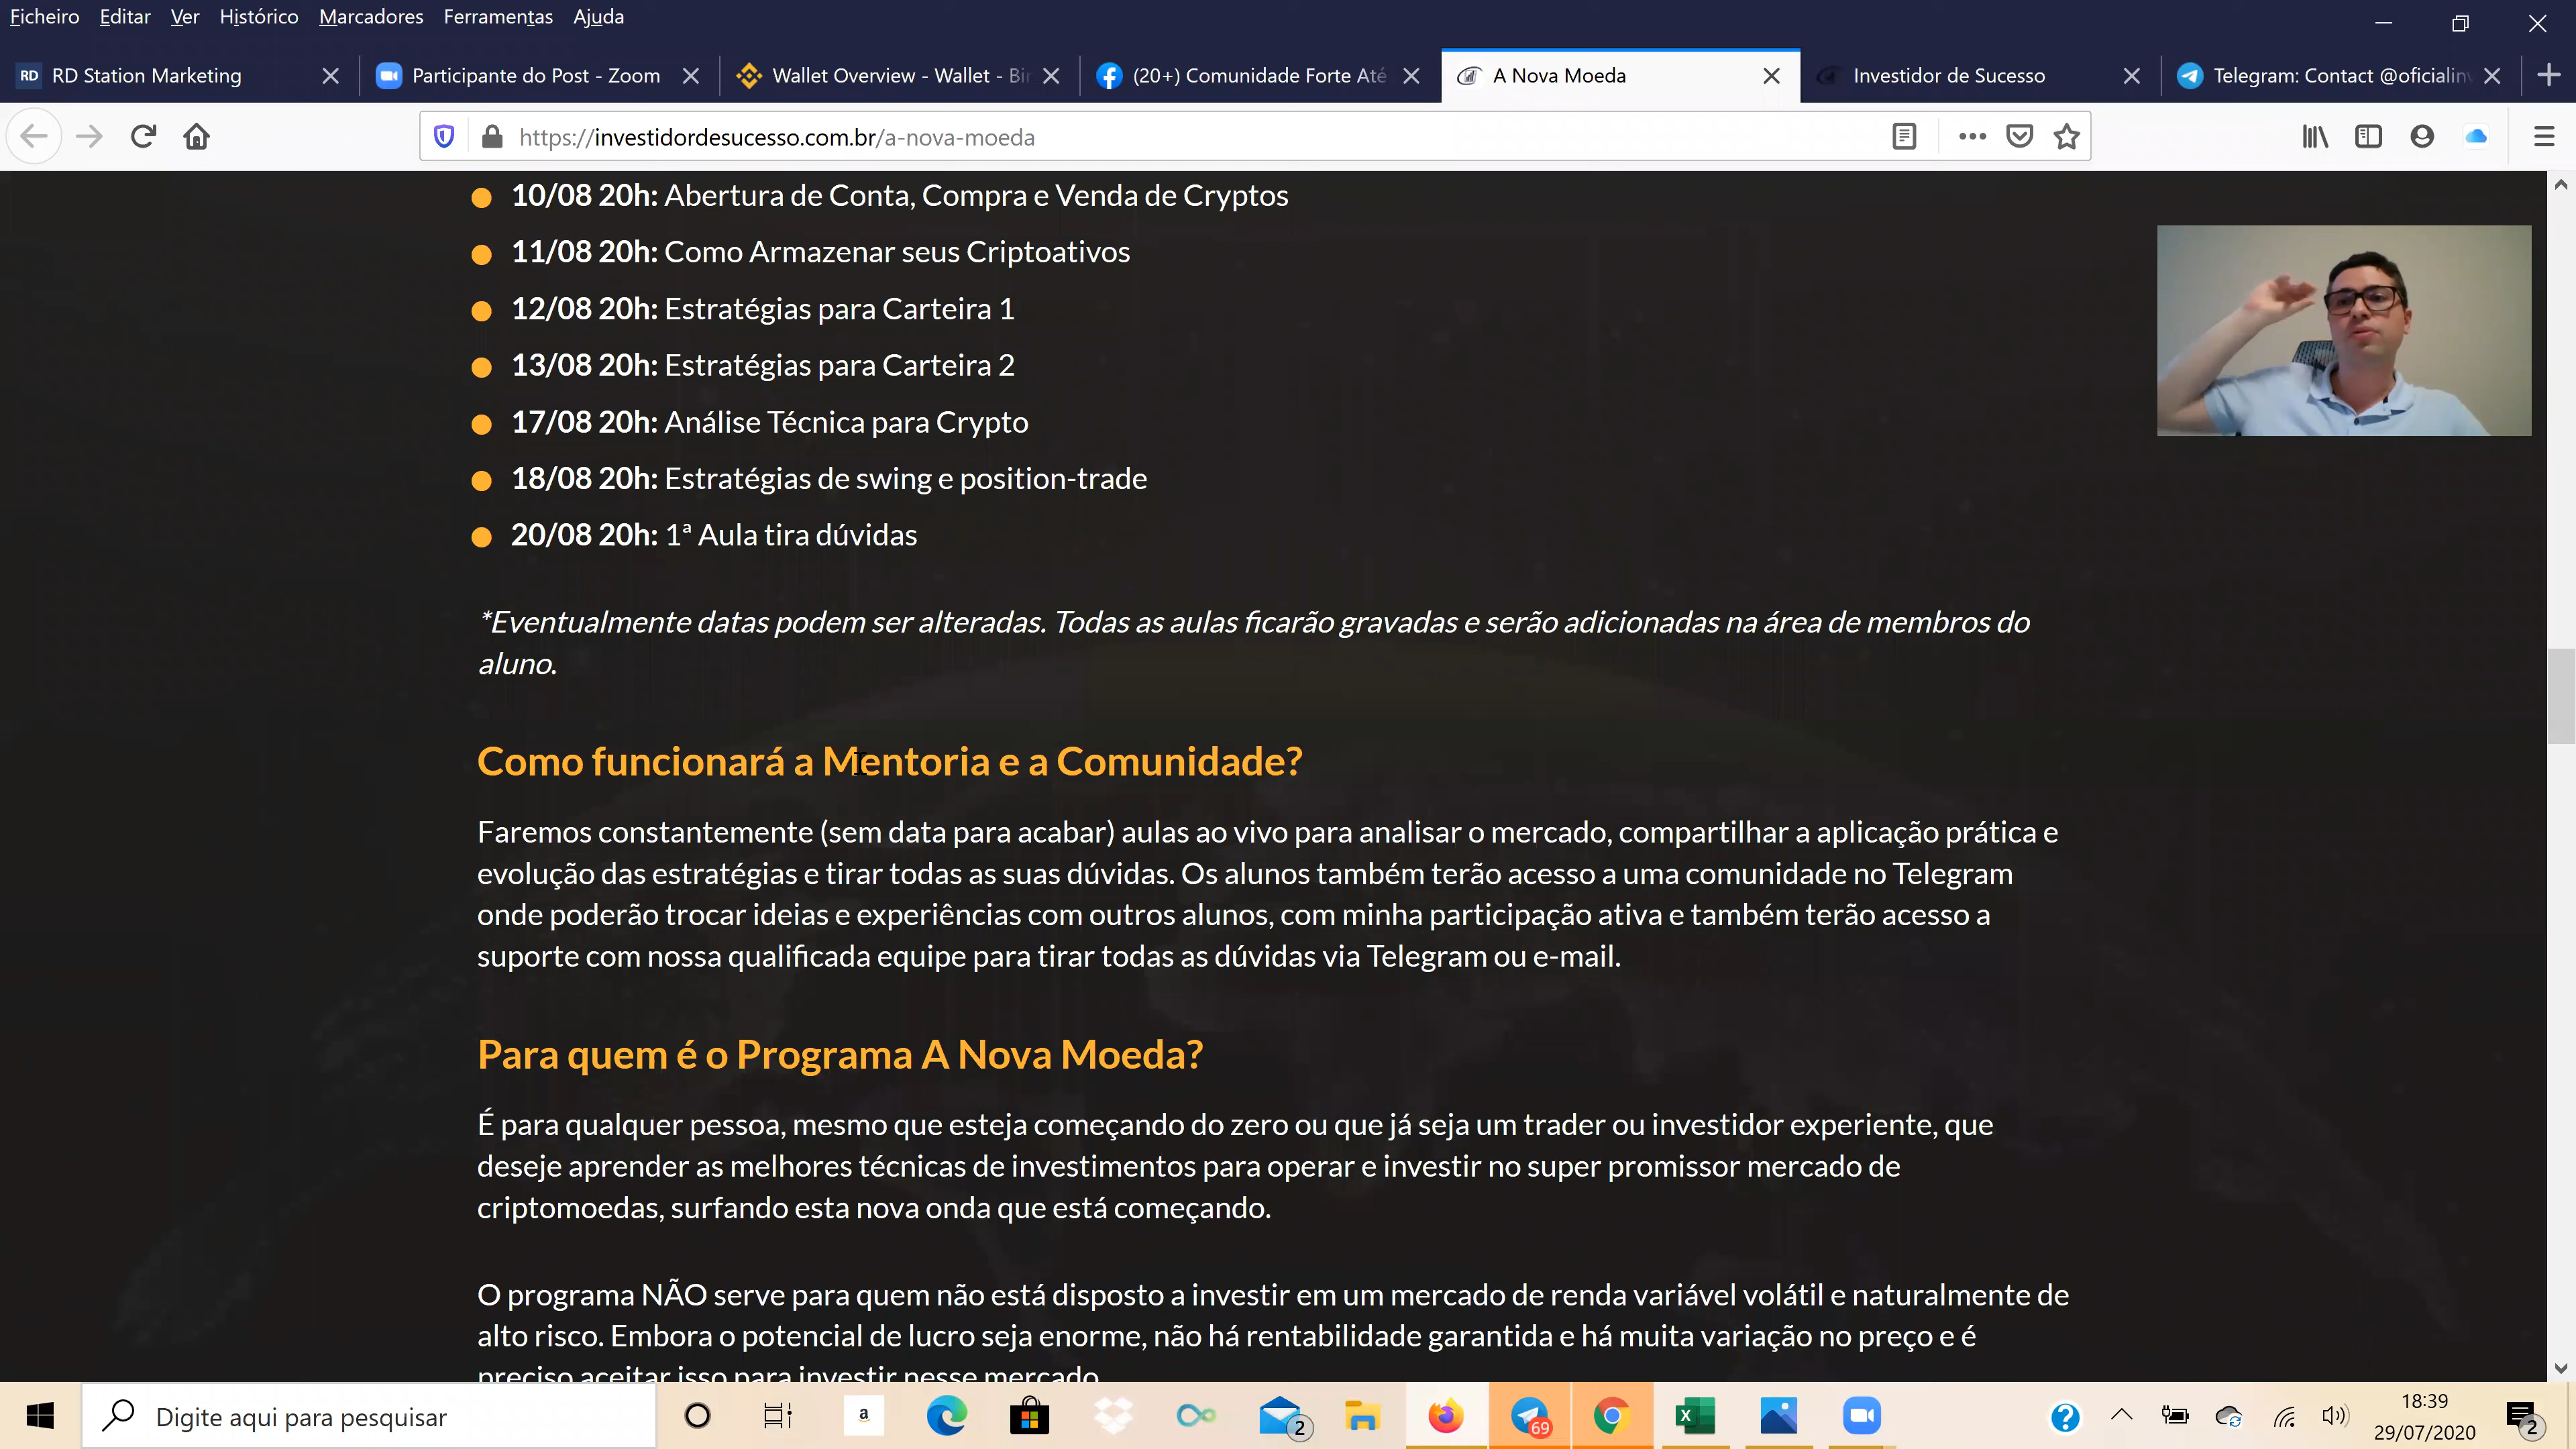 Ficheiro Editar Ver Histórico Marcadores Ferramentas Ajuda
RD RD Station Marketing
Participante do Post - Zoom
Wallet Overview - Wallet - Bin
(20+) Comunidade Forte Até
A Nova Moeda
Investidor de Sucesso
Telegram: Contact @oficialinv
https://investidordesucesso.com.br/a-nova-moeda
10/08 20h: Abertura de Conta, Compra e Venda de Cryptos
11/08 20h: Como Armazenar seus Criptoativos
12/08 20h: Estratégias para Carteira 1
13/08 20h: Estratégias para Carteira 2
17/08 20h: Análise Técnica para Crypto
18/08 20h: Estratégias de swing e position-trade
20/08 20h: 1ª Aula tira dúvidas
*Eventualmente datas podem ser alteradas. Todas as aulas ficarão gravadas e serão adicionadas na área de membros do
aluno.
Como funcionará a Mentoria e a Comunidade?
Faremos constantemente (sem data para acabar) aulas ao vivo para analisar o mercado, compartilhar a aplicação prática e
evolução das estratégias e tirar todas as suas dúvidas. Os alunos também terão acesso a uma comunidade no Telegram
onde poderão trocar ideias e experiências com outros alunos, com minha participação ativa e também terão acesso a
suporte com nossa qualificada equipe para tirar todas as dúvidas via Telegram ou e-mail.
Para quem é o Programa A Nova Moeda?
É para qualquer pessoa, mesmo que esteja começando do zero ou que já seja um trader ou investidor experiente, que
deseje aprender as melhores técnicas de investimentos para operar e investir no super promissor mercado de
criptomoedas, surfando esta nova onda que está começando.
O programa NÃO serve para quem não está disposto a investir em um mercado de renda variável volátil e naturalmente de
alto risco. Embora o potencial de lucro seja enorme, não há rentabilidade garantida e há muita variação no preço e é
preciso aceitar isso para investir nesse mercado.
Digite aqui para pesquisar
a
2
69
18:39
29/07/2020
2